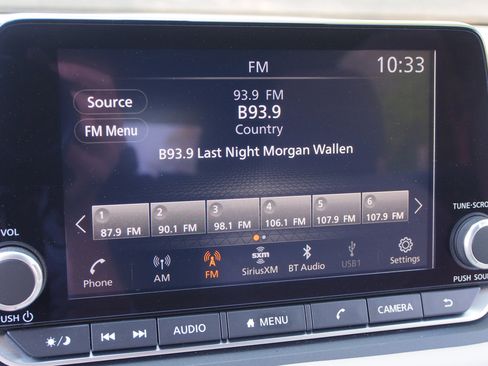 FM
10:33
Source
93.9 FM
B93.9
FM Menu
Country
B93.9 Last Night Morgan Wallen
1 2 3 4 5 6
87.9 FM 90.1 FM 98.1 FM 106.1 FM 107.9 FM 107.9 FM
VOL
TUNE·SCRO
Phone
AM
FM
sxm
SiriusXM
BT Audio
USB1
Settings
PUSH
PUSH SOU
AUDIO
MENU
CAMERA